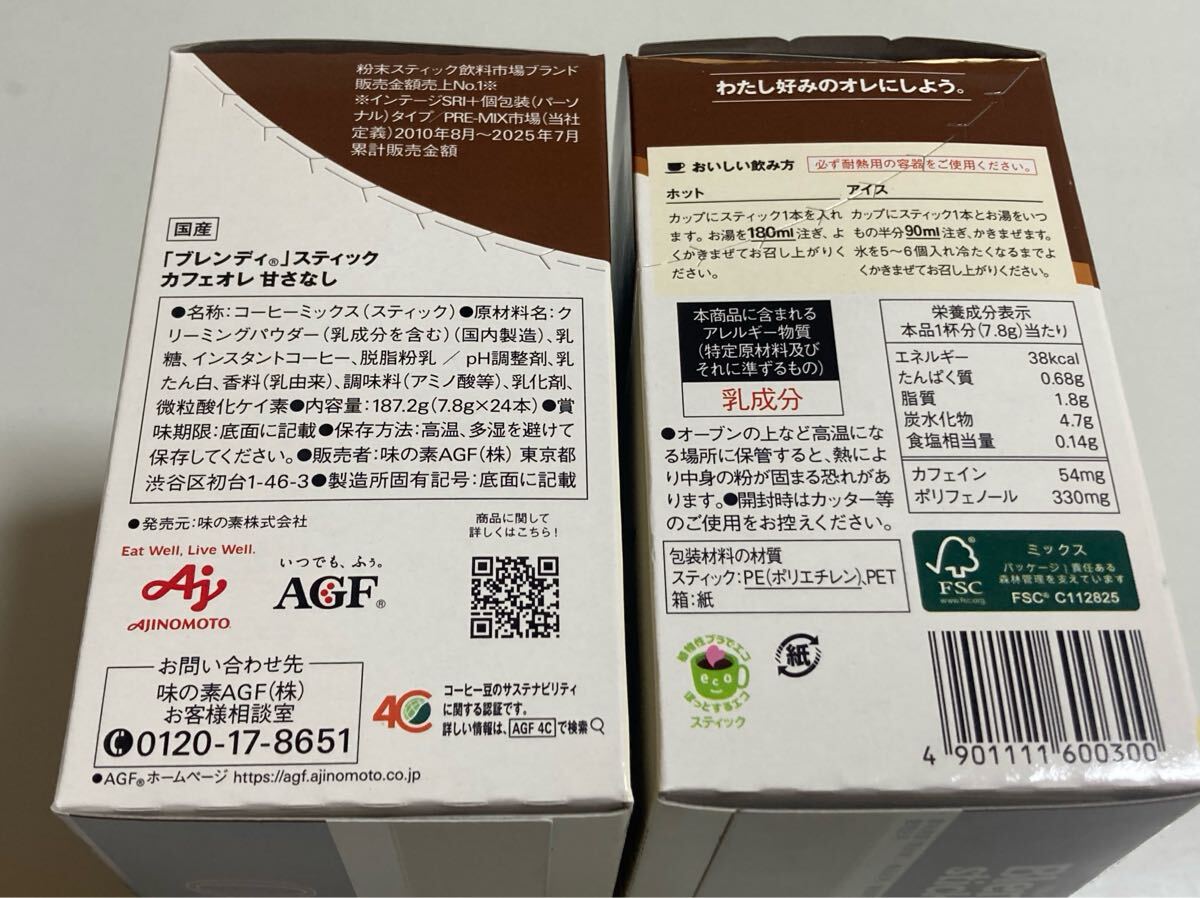 粉末スティック飲料市場ブランド
販売金額売上No.1※
※インテージSRI+個包装(パーソ
ナル)タイプ/PRE-MIX市場(当社
定義)2010年8月〜2025年7月
累計販売金額
国産
「ブレンディ®」スティック
カフェオレ 甘さなし
●名称:コーヒーミックス(スティック)●原材料名:ク
リーミングパウダー(乳成分を含む)(国内製造)、乳
糖、インスタントコーヒー、脱脂粉乳／pH調整剤、乳
たん白、香料(乳由来)、調味料(アミノ酸等)、乳化剤、
微粒酸化ケイ素●内容量:187.2g(7.8g×24本)●賞
味期限:底面に記載●保存方法:高温、多湿を避けて
保存してください。●販売者:味の素AGF(株) 東京都
渋谷区初台1-46-3●製造所固有記号:底面に記載
●発売元:味の素株式会社
商品に関して
詳しくはこちら!
Eat Well, Live Well.
Aj
AJINOMOTO
いつでも、ふぅ。
AGF®
お問い合わせ先
味の素AGF(株)
お客様相談室
0120-17-8651
4C
コーヒー豆のサステナビリティ
に関する認証です。
詳しい情報は、AGF 4Cで検索
●AGF®ホームページ https://agf.ajinomoto.co.jp
わたし好みのオレにしよう。
おいしい飲み方 必ず耐熱用の容器をご使用ください。
ホット
カップにスティック1本を入れ
ます。お湯を180ml注ぎ、よ
くかきまぜてお召し上がりく
ださい。
アイス
カップにスティック1本とお湯をいつ
もの半分90ml注ぎ、かきまぜます。
氷を5〜6個入れ冷たくなるまでよ
くかきまぜてお召し上がりください。
本商品に含まれる
アレルギー物質
(特定原材料及び
それに準ずるもの)
乳成分
栄養成分表示
本品1杯分(7.8g)当たり
エネルギー 38kcal
たんぱく質 0.68g
脂質 1.8g
炭水化物 4.7g
食塩相当量 0.14g
カフェイン 54mg
ポリフェノール 330mg
●オーブンの上など高温にな
る場所に保管すると、熱によ
り中身の粉が固まる恐れがあ
ります。●開封時はカッター等
のご使用をお控えください。
包装材料の材質
スティック:PE(ポリエチレン)、PET
箱:紙
FSC
www.fsc.org
ミックス
パッケージ｜責任ある
森林管理を支えています
FSC® C112825
植物性プラでエコ
eco
ほっとするエコ
スティック
紙
4 901111 600300